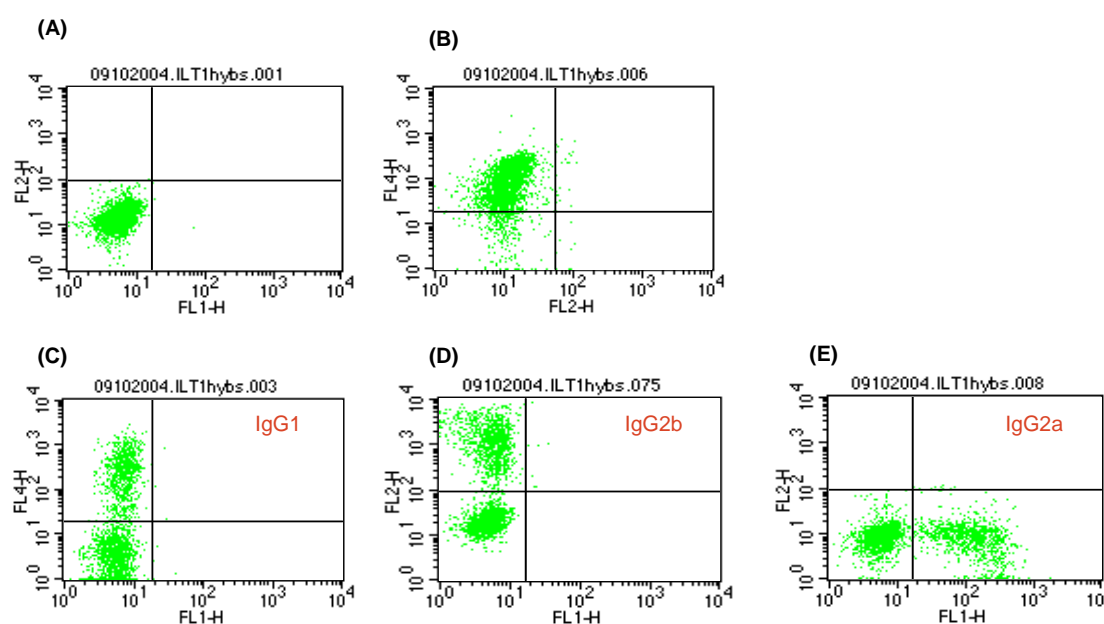 (A)
09102004.ILT1hybs.001
FL2-H
10^0 10^1 10^2 10^3 10^4
10^0 10^1 10^2 10^3 10^4
FL1-H
(B)
09102004.ILT1hybs.006
FL4-H
10^0 10^1 10^2 10^3 10^4
10^0 10^1 10^2 10^3 10^4
FL2-H
(C)
09102004.ILT1hybs.003
IgG1
FL4-H
10^0 10^1 10^2 10^3 10^4
10^0 10^1 10^2 10^3 10^4
FL1-H
(D)
09102004.ILT1hybs.075
IgG2b
FL2-H
10^0 10^1 10^2 10^3 10^4
10^0 10^1 10^2 10^3 10^4
FL1-H
(E)
09102004.ILT1hybs.008
IgG2a
FL2-H
10^0 10^1 10^2 10^3 10^4
10^0 10^1 10^2 10^3 10
FL1-H